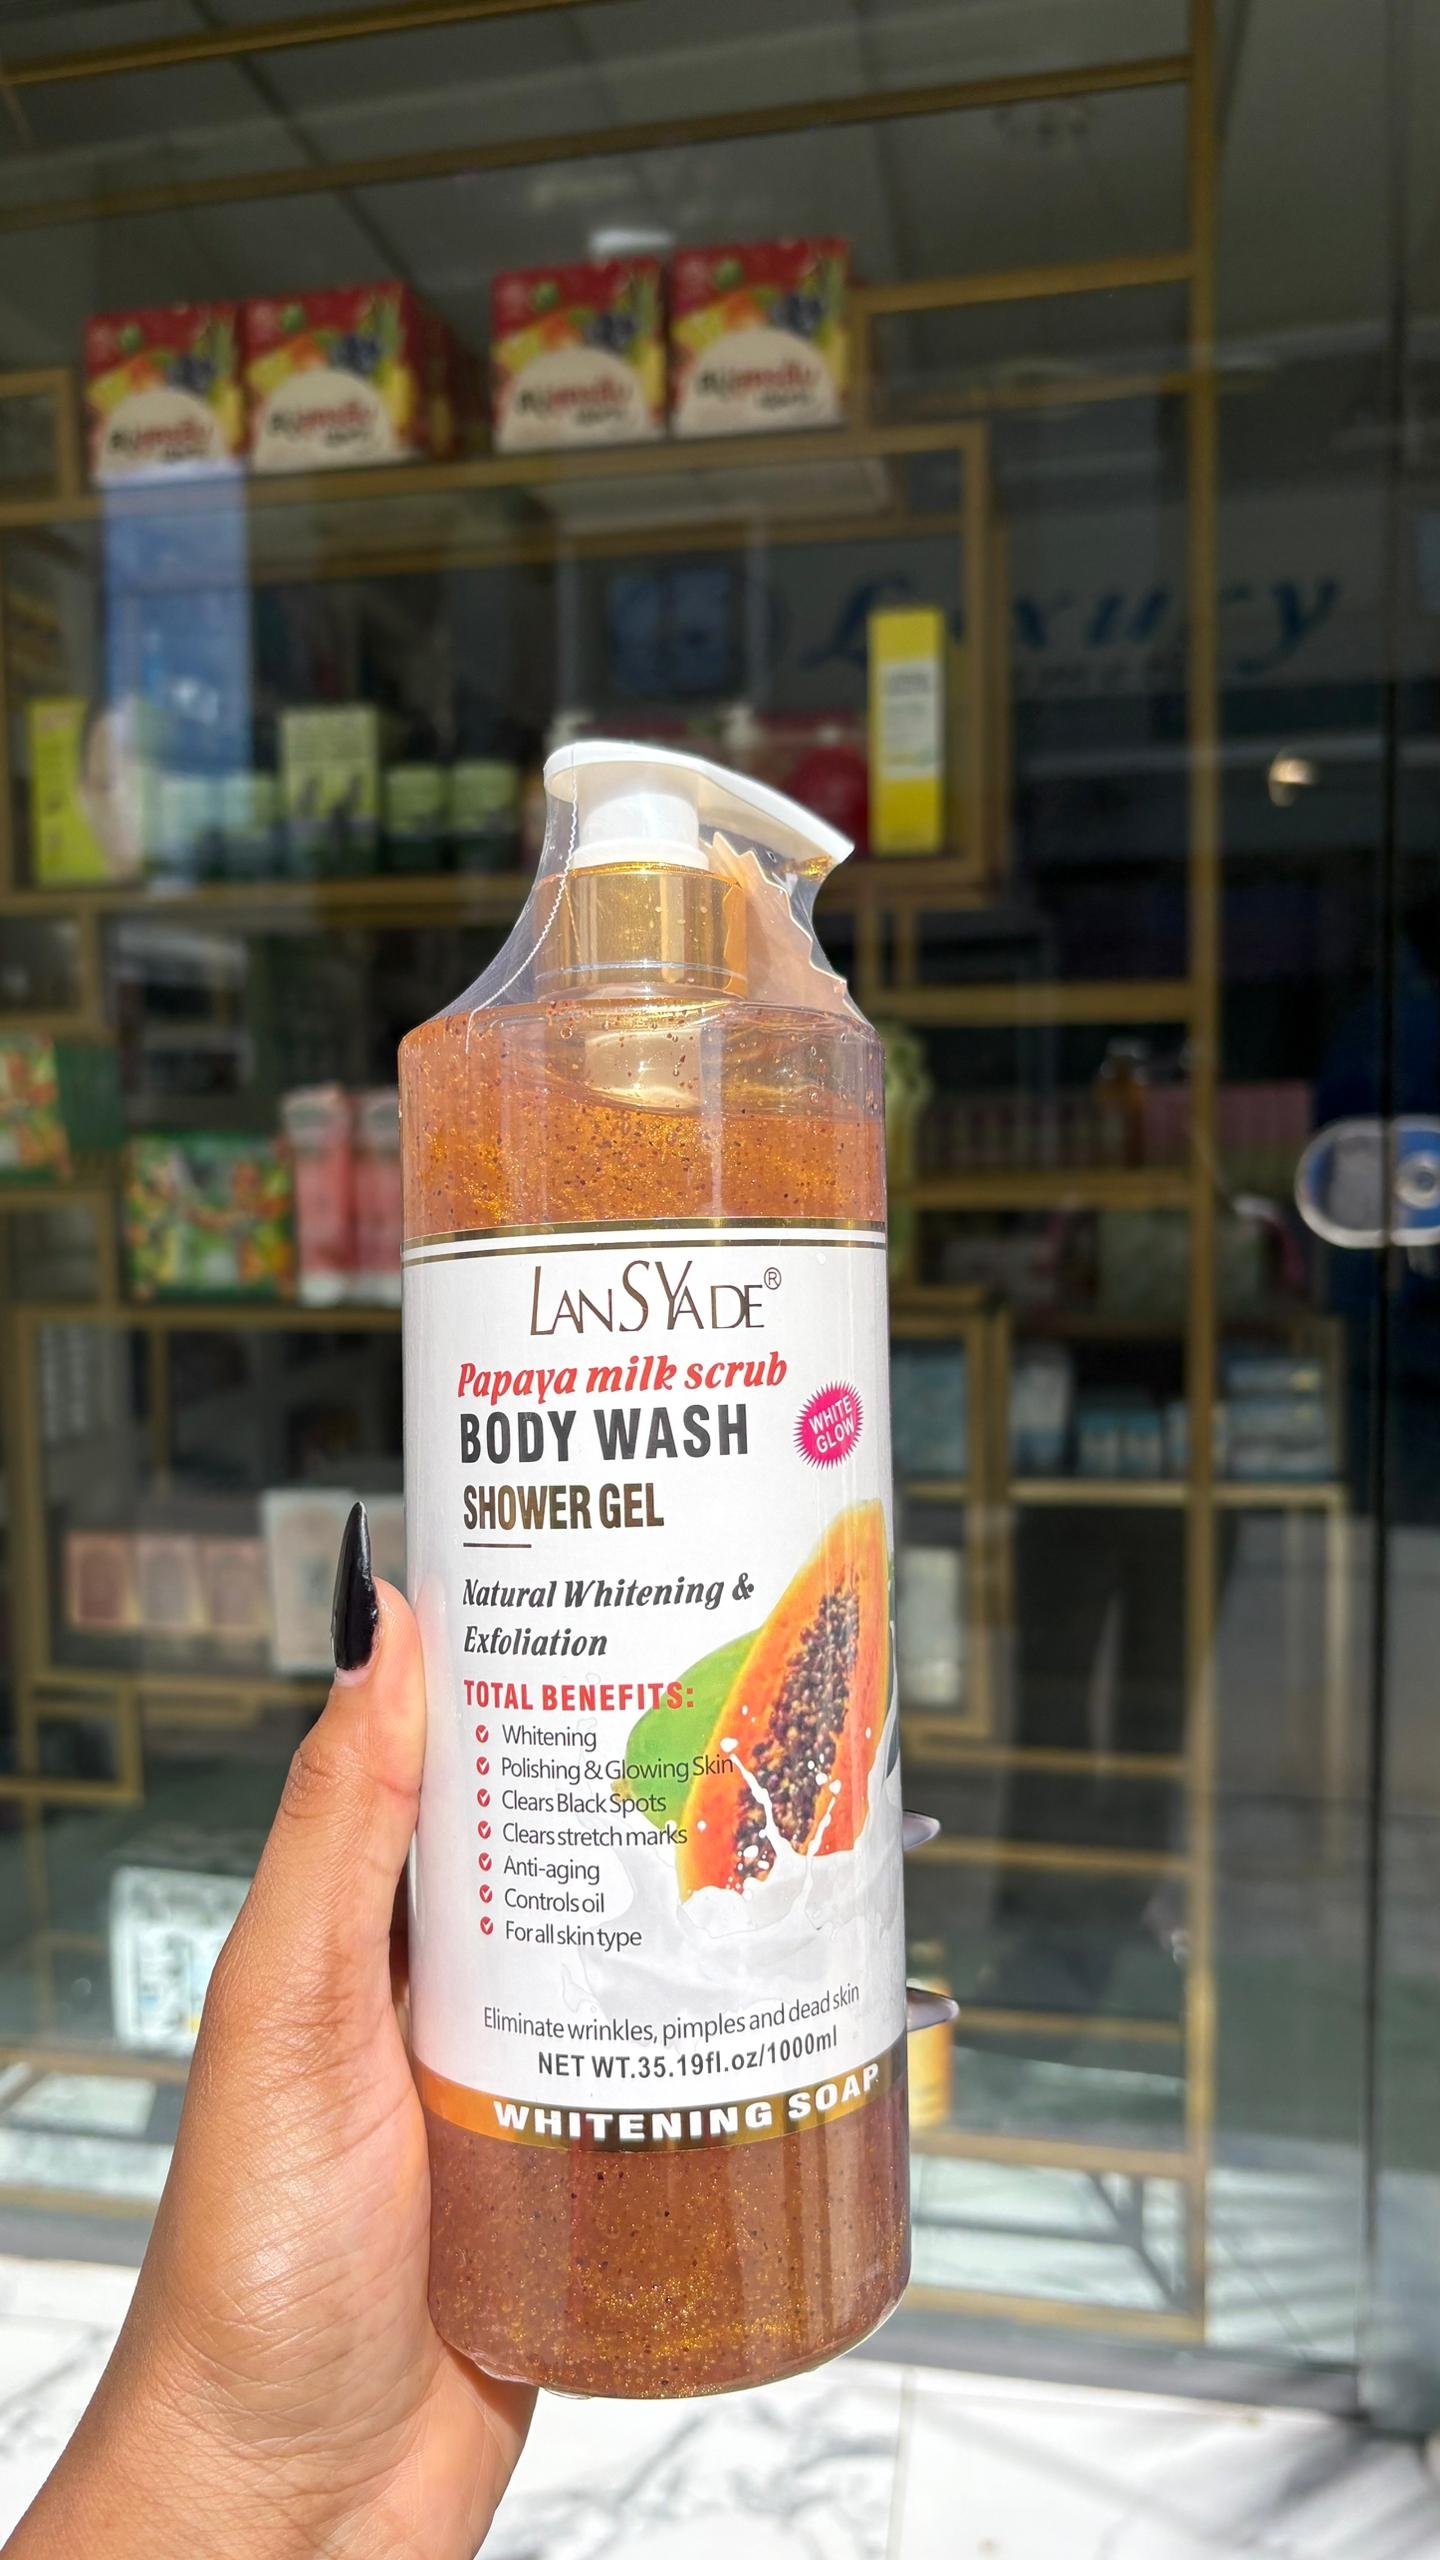 Luxury
LANSYADE®
Papaya milk scrub
BODY WASH
WHITE
GLOW
SHOWER GEL
Natural Whitening &
Exfoliation
TOTAL BENEFITS:
Whitening
Polishing & Glowing Skin
Clears Black Spots
Clears stretch marks
Anti-aging
Controls oil
For all skin type
Eliminate wrinkles, pimples and dead skin
NET WT.35.19fl.oz/1000ml
WHITENING SOAP